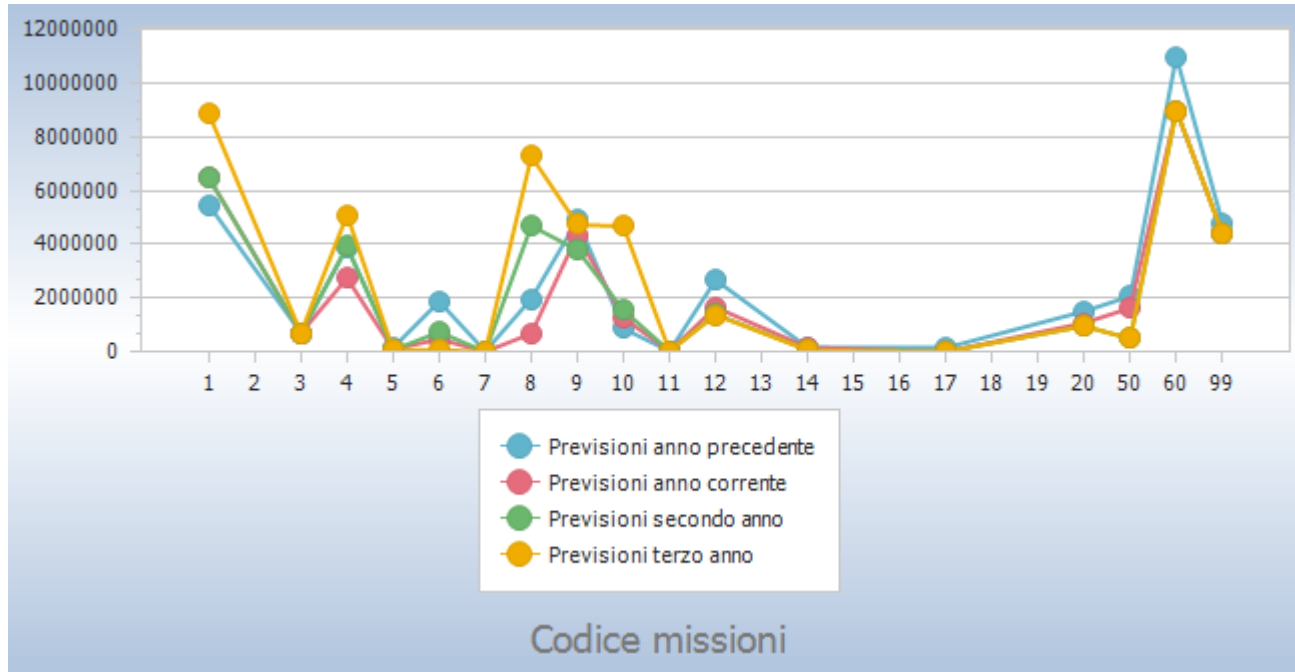 12000000
10000000
8000000
6000000
4000000
2000000
0
1 2 3 4 5 6 7 8 9 10 11 12 13 14 15 16 17 18 19 20 50 60 99
Previsioni anno precedente
Previsioni anno corrente
Previsioni secondo anno
Previsioni terzo anno
Codice missioni